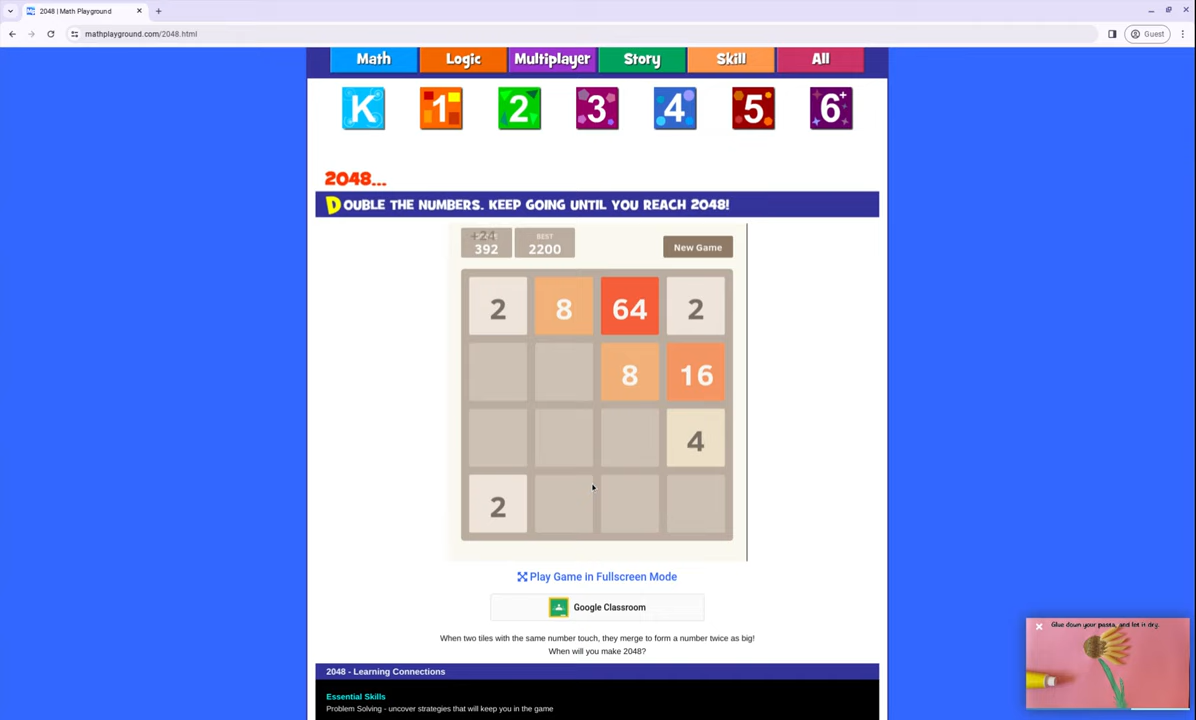 2048 | Math Playground
mathplayground.com/2048.html
Guest
Math Logic Multiplayer Story Skill All
K 1 2 3 4 5 6
2048...
DOUBLE THE NUMBERS. KEEP GOING UNTIL YOU REACH 2048!
+24
392
BEST
2200
New Game
2 8 64 2
8 16
4
2
Play Game in Fullscreen Mode
Google Classroom
When two tiles with the same number touch, they merge to form a number twice as big!
When will you make 2048?
2048 - Learning Connections
Essential Skills
Problem Solving - uncover strategies that will keep you in the game
Glue down your pasta, and let it dry.